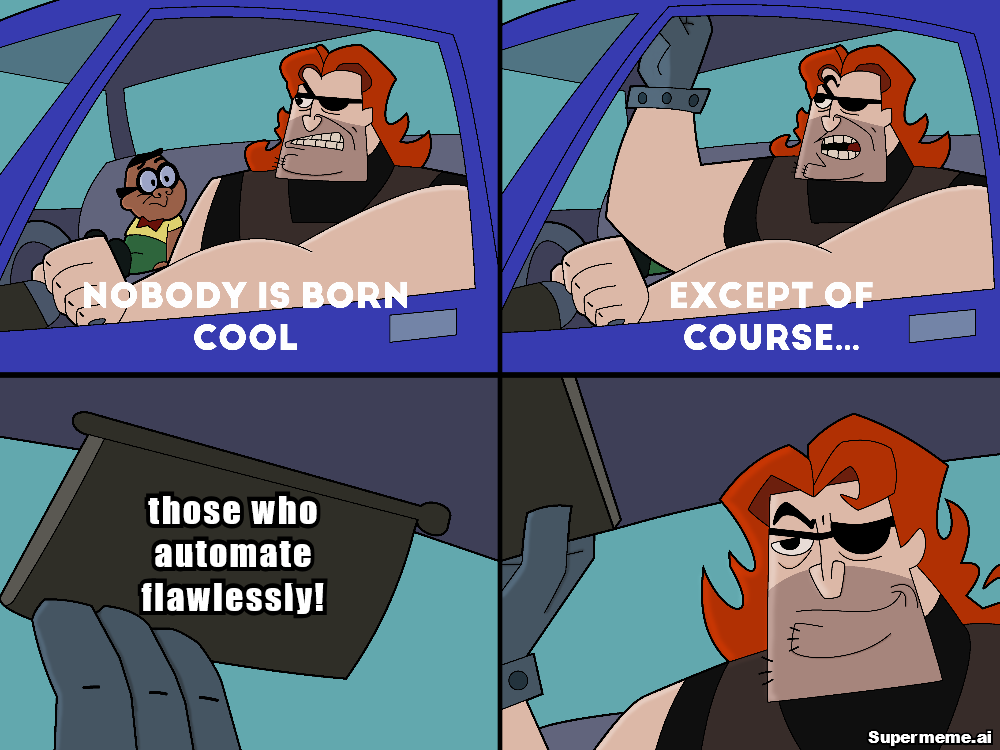 NOBODY IS BORN
COOL
EXCEPT OF
COURSE...
those who
automate
flawlessly!
Supermeme.ai